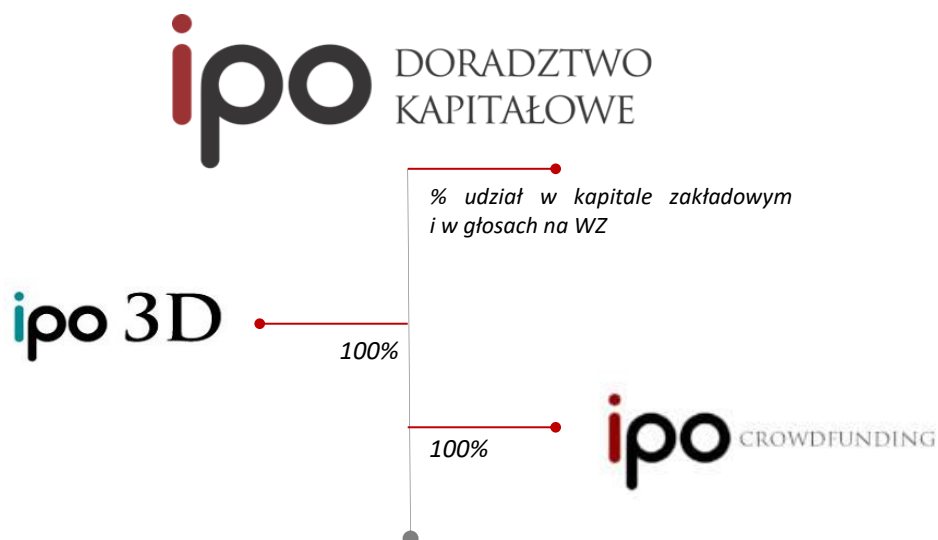 ipo DORADZTWO
KAPITAŁOWE
% udział w kapitale zakładowym
i w głosach na WZ
ipo 3D
100%
100%
ipo CROWDFUNDING